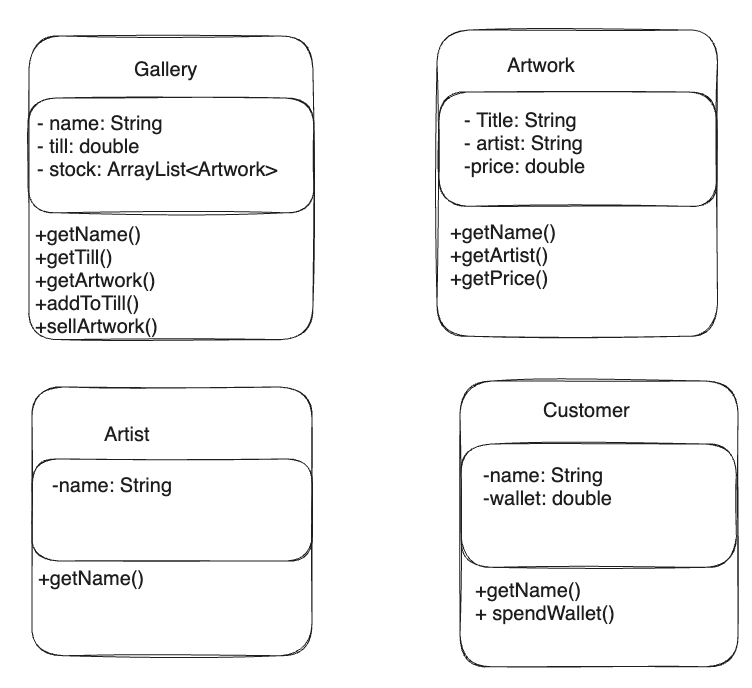 Gallery
- name: String
- till: double
- stock: ArrayList<Artwork>
+getName()
+getTill()
+getArtwork()
+addToTill()
+sellArtwork()
Artwork
- Title: String
- artist: String
-price: double
+getName()
+getArtist()
+getPrice()
Artist
-name: String
+getName()
Customer
-name: String
-wallet: double
+getName()
+ spendWallet()